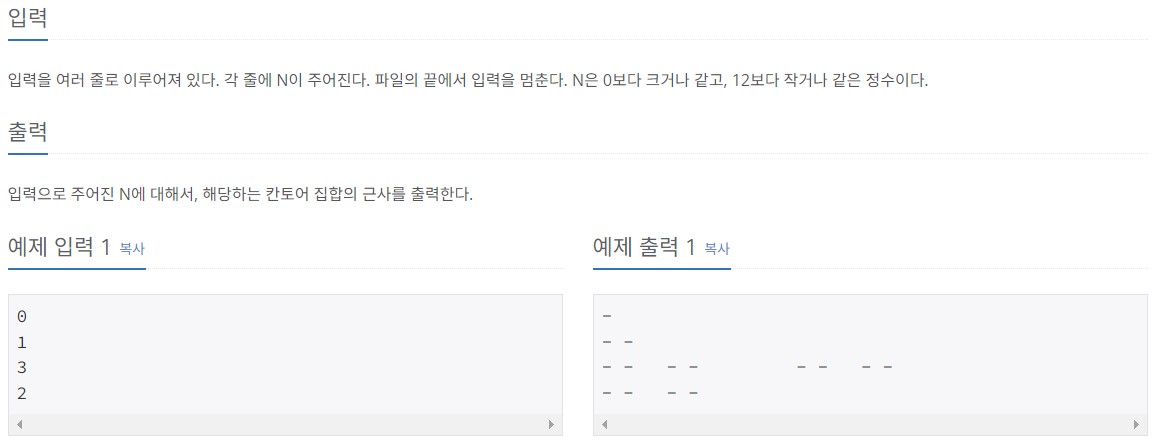 입력
입력을 여러 줄로 이루어져 있다. 각 줄에 N이 주어진다. 파일의 끝에서 입력을 멈춘다. N은 0보다 크거나 같고, 12보다 작거나 같은 정수이다.
출력
입력으로 주어진 N에 대해서, 해당하는 칸토어 집합의 근사를 출력한다.
예제 입력 1 복사
0
1
3
2
예제 출력 1 복사
-
- -
- -   - -         - -   - -
- -   - -